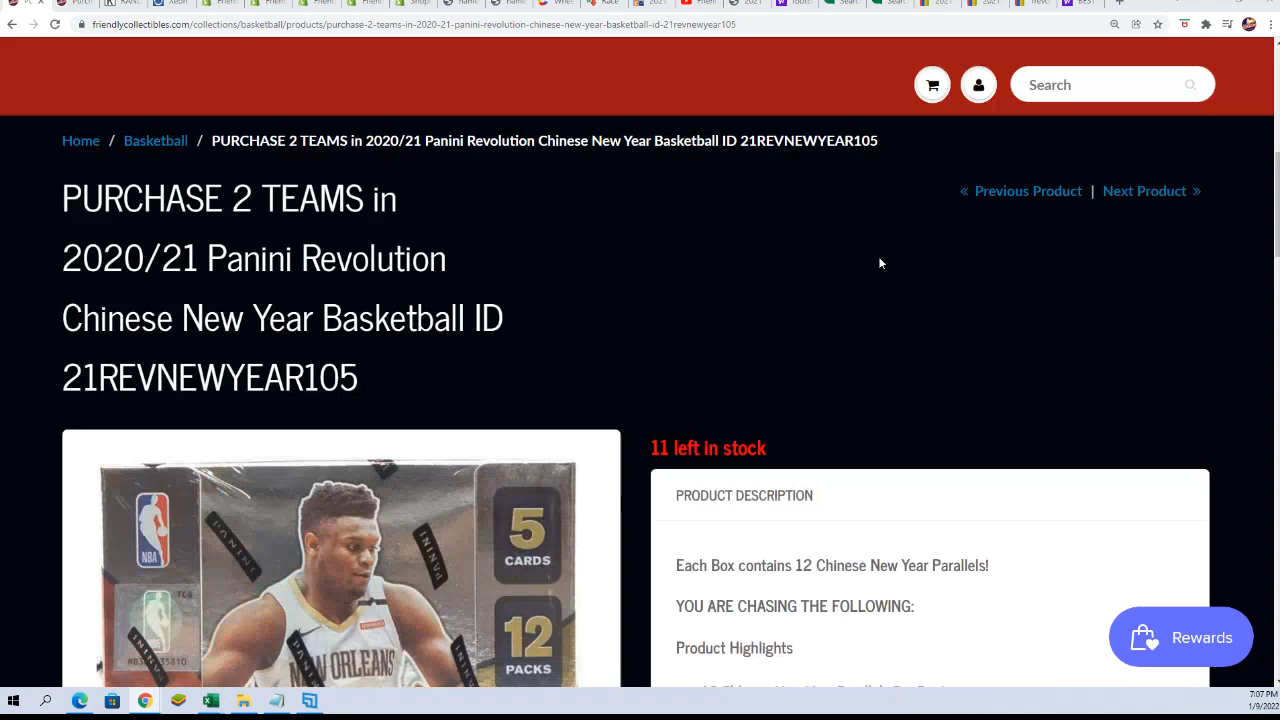 friendlycollectibles.com/collections/basketball/products/purchase-2-teams-in-2020-21-panini-revolution-chinese-new-year-basketball-id-21revnewyear105
Search
Home / Basketball / PURCHASE 2 TEAMS in 2020/21 Panini Revolution Chinese New Year Basketball ID 21REVNEWYEAR105
PURCHASE 2 TEAMS in
2020/21 Panini Revolution
Chinese New Year Basketball ID
21REVNEWYEAR105
« Previous Product | Next Product »
11 left in stock
PRODUCT DESCRIPTION
Each Box contains 12 Chinese New Year Parallels!
YOU ARE CHASING THE FOLLOWING:
Product Highlights
NBA
PANINI
PANINI
5
CARDS
12
PACKS
NEW ORLEANS
Rewards
7:07 PM
1/9/2022